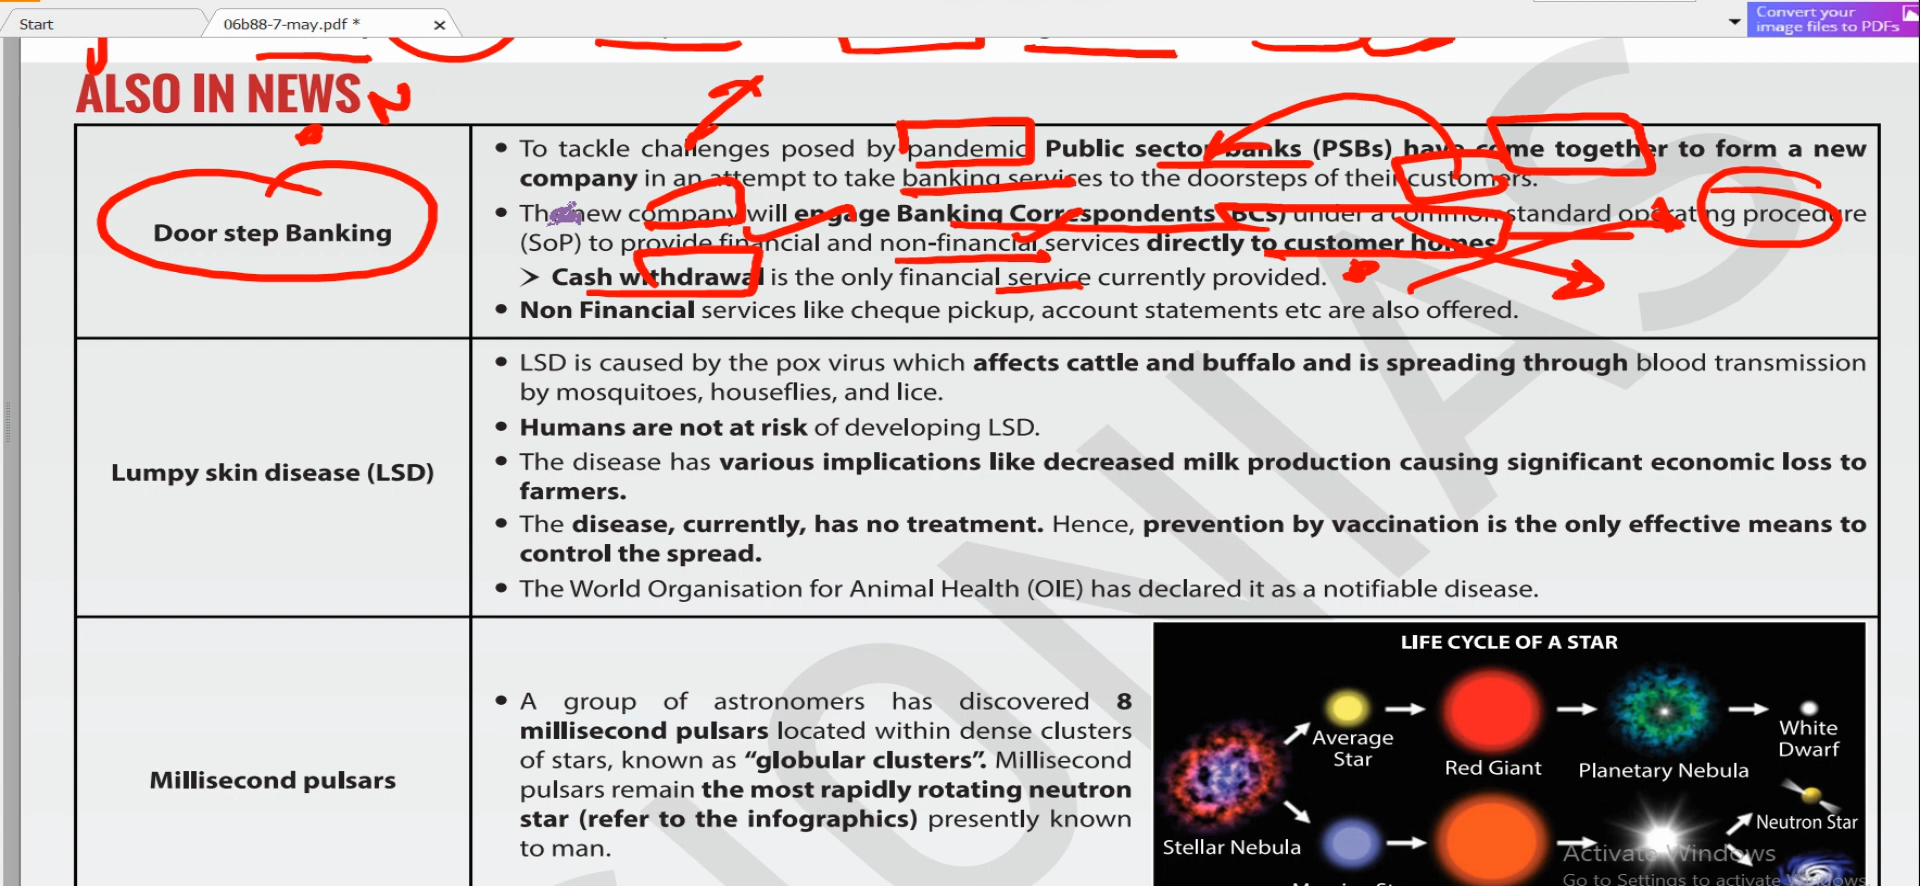 Start
06b88-7-may.pdf *
Convert your
image files to PDFs
ALSO IN NEWS
Door step Banking
• To tackle challenges posed by pandemic Public sector banks (PSBs) have come together to form a new
company in an attempt to take banking services to the doorsteps of their customers.
• The new company will engage Banking Correspondents (BCs) under a common standard operating procedure
(SoP) to provide financial and non-financial services directly to customer homes
➤ Cash withdrawal is the only financial service currently provided.
• Non Financial services like cheque pickup, account statements etc are also offered.
Lumpy skin disease (LSD)
• LSD is caused by the pox virus which affects cattle and buffalo and is spreading through blood transmission
by mosquitoes, houseflies, and lice.
• Humans are not at risk of developing LSD.
• The disease has various implications like decreased milk production causing significant economic loss to
farmers.
• The disease, currently, has no treatment. Hence, prevention by vaccination is the only effective means to
control the spread.
• The World Organisation for Animal Health (OIE) has declared it as a notifiable disease.
Millisecond pulsars
• A group of astronomers has discovered 8
millisecond pulsars located within dense clusters
of stars, known as “globular clusters”. Millisecond
pulsars remain the most rapidly rotating neutron
star (refer to the infographics) presently known
to man.
LIFE CYCLE OF A STAR
Average
Star
Red Giant
Planetary Nebula
White
Dwarf
Stellar Nebula
Neutron Star
Activate Windows
Go to Settings to activate Windows.